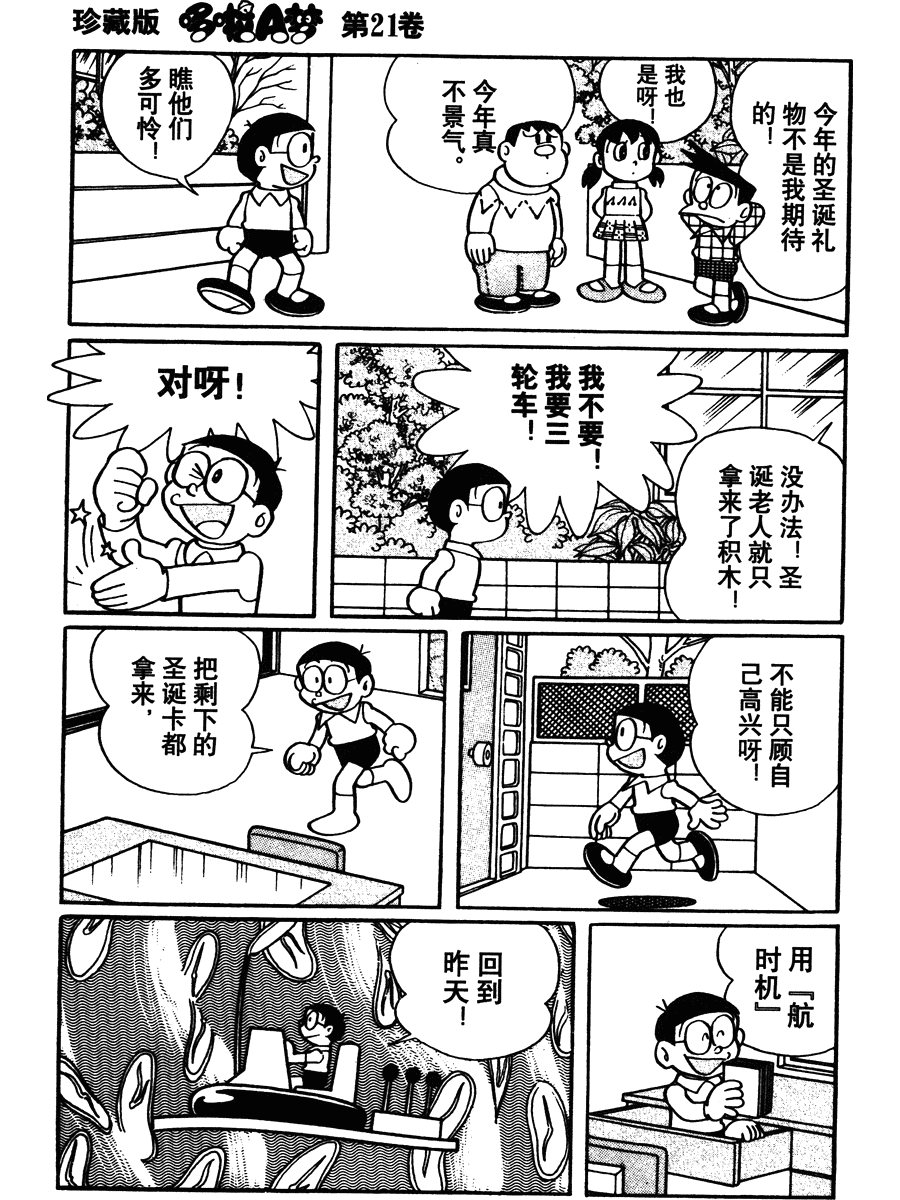 珍藏版 哆啦A梦 第21卷
今年的圣诞礼
物不是我期待
的！
我也
是呀！
今年真
不景气。
瞧他们
多可怜！
没办法！圣
诞老人就只
拿来了积木！
我不要！
我要三
轮车！
对呀！
不能只顾自
己高兴呀！
把剩下的
圣诞卡都
拿来，
用『航
时机』
回到
昨天！